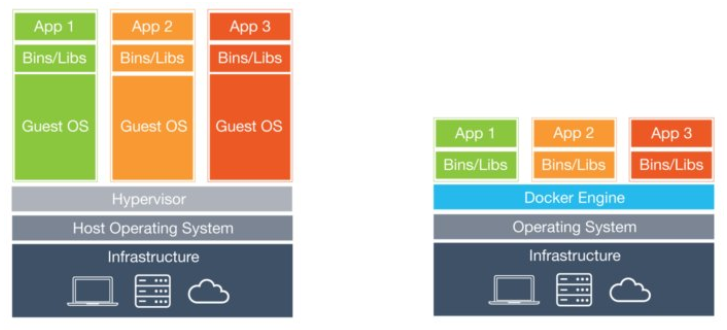 App 1 App 2 App 3
Bins/Libs Bins/Libs Bins/Libs
Guest OS Guest OS Guest OS
Hypervisor
Host Operating System
Infrastructure
App 1 App 2 App 3
Bins/Libs Bins/Libs Bins/Libs
Docker Engine
Operating System
Infrastructure